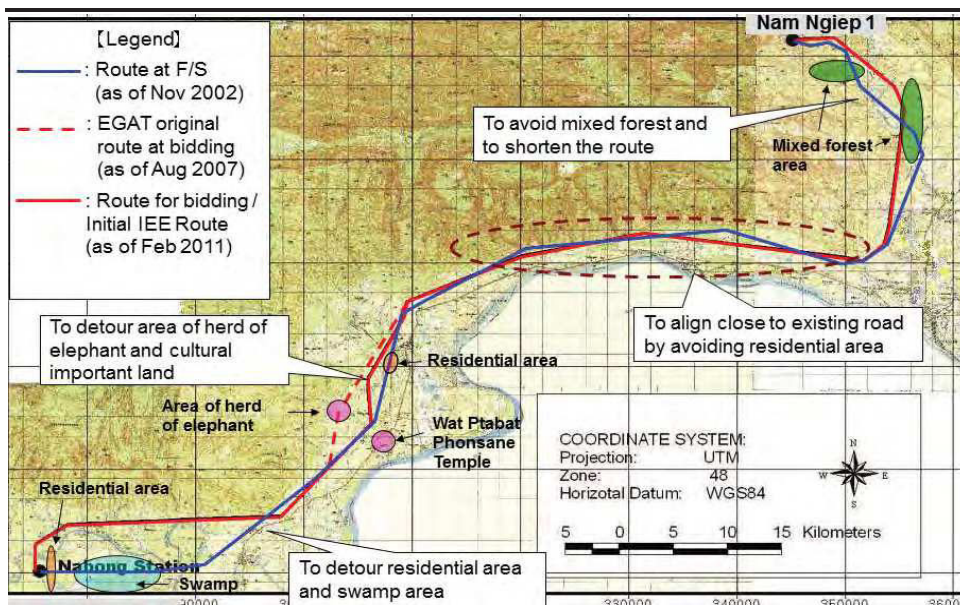 Nam Ngiep 1
【Legend】
: Route at F/S
(as of Nov 2002)
: EGAT original
route at bidding
(as of Aug 2007)
: Route for bidding /
Initial IEE Route
(as of Feb 2011)
To avoid mixed forest and
to shorten the route
Mixed forest
area
To detour area of herd of
elephant and cultural
important land
To align close to existing road
by avoiding residential area
Residential area
Area of herd
of elephant
Wat Ptabat
Phonsane
Temple
COORDINATE SYSTEM:
Projection: UTM
Zone: 48
Horizotal Datum: WGS84
N
W E
S
5 0 5 10 15 Kilometers
Residential area
Nabong Station
Swamp
To detour residential area
and swamp area
330000 340000 350000